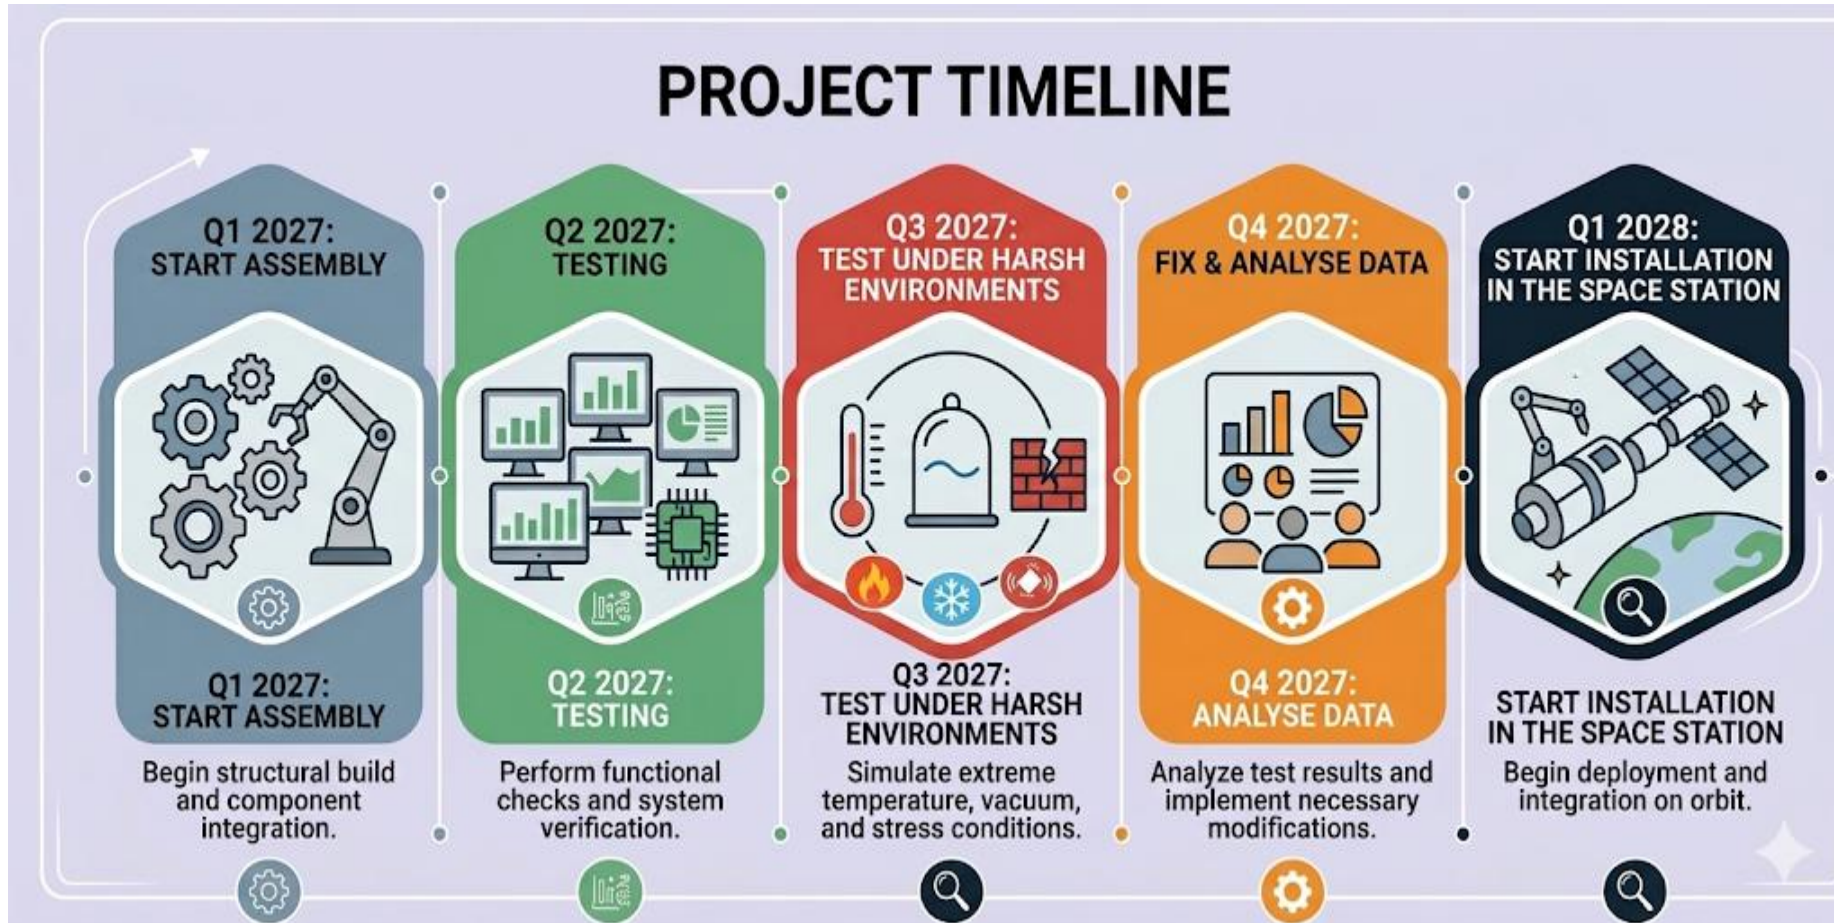 PROJECT TIMELINE
Q1 2027:
START ASSEMBLY
Q1 2027:
START ASSEMBLY
Begin structural build
and component
integration.
Q2 2027:
TESTING
Q2 2027:
TESTING
Perform functional
checks and system
verification.
Q3 2027:
TEST UNDER HARSH
ENVIRONMENTS
Q3 2027:
TEST UNDER HARSH
ENVIRONMENTS
Simulate extreme
temperature, vacuum,
and stress conditions.
Q4 2027:
FIX & ANALYSE DATA
Q4 2027:
ANALYSE DATA
Analyze test results and
implement necessary
modifications.
Q1 2028:
START INSTALLATION
IN THE SPACE STATION
START INSTALLATION
IN THE SPACE STATION
Begin deployment and
integration on orbit.